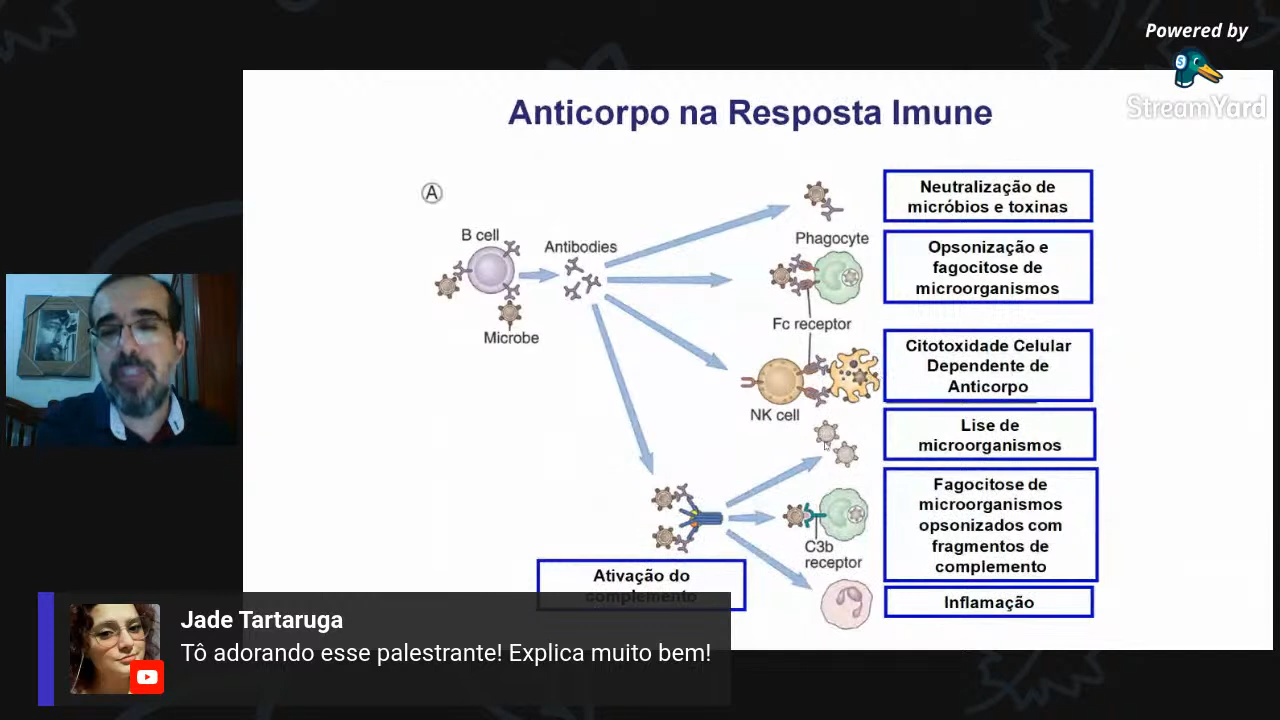 Powered by
StreamYard
Anticorpo na Resposta Imune
A
B cell
Antibodies
Microbe
Phagocyte
Fc receptor
NK cell
C3b
receptor
Neutralização de
micróbios e toxinas
Opsonização e
fagocitose de
microorganismos
Citotoxidade Celular
Dependente de
Anticorpo
Lise de
microorganismos
Fagocitose de
microorganismos
opsonizados com
fragmentos de
complemento
Inflamação
Ativação do
complemento
Jade Tartaruga
Tô adorando esse palestrante! Explica muito bem!